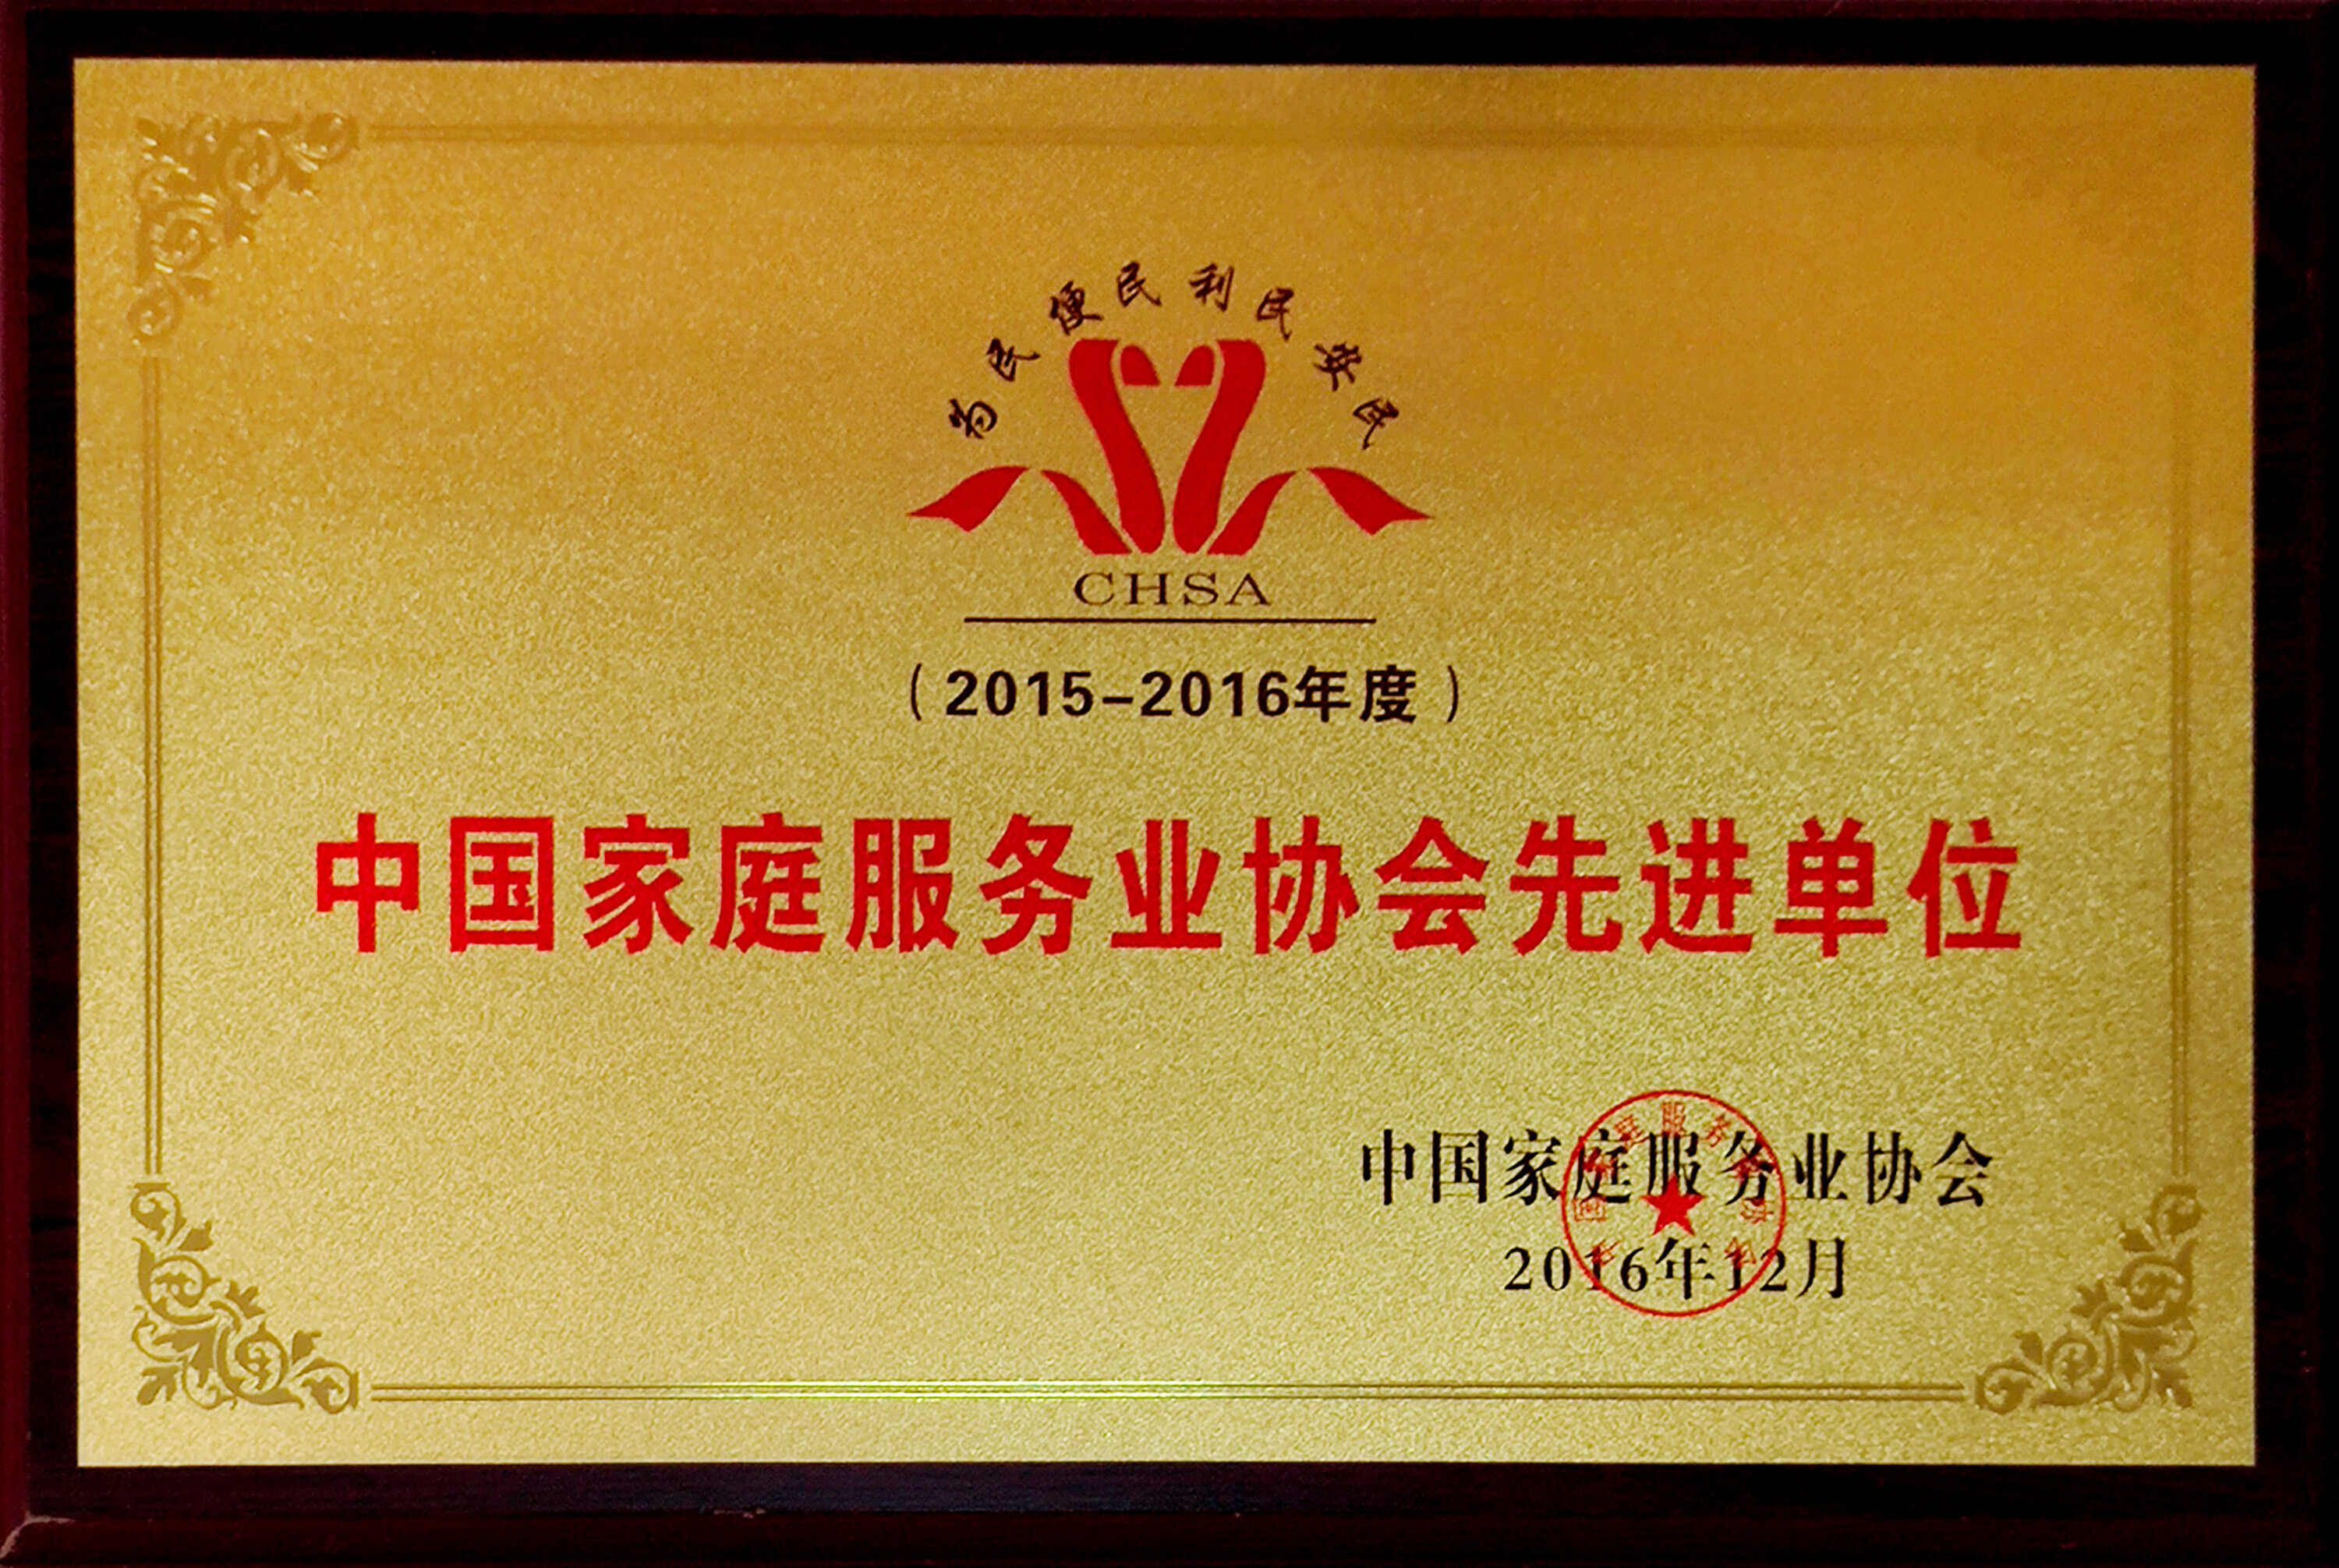 为民便民利民安民
CHSA
（2015-2016年度）
中国家庭服务业协会先进单位
中国家庭服务业协会
2016年12月